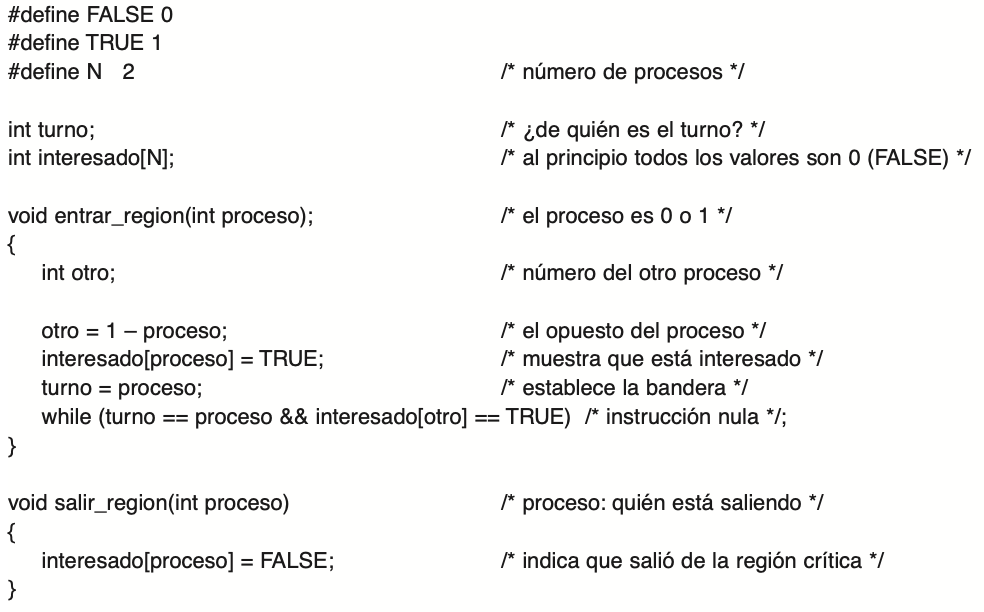 #define FALSE 0
#define TRUE 1
#define N 2 /* número de procesos */
int turno; /* ¿de quién es el turno? */
int interesado[N]; /* al principio todos los valores son 0 (FALSE) */
void entrar_region(int proceso); /* el proceso es 0 o 1 */
{
int otro; /* número del otro proceso */
otro = 1 – proceso; /* el opuesto del proceso */
interesado[proceso] = TRUE; /* muestra que está interesado */
turno = proceso; /* establece la bandera */
while (turno == proceso && interesado[otro] == TRUE) /* instrucción nula */;
}
void salir_region(int proceso) /* proceso: quién está saliendo */
{
interesado[proceso] = FALSE; /* indica que salió de la región crítica */
}